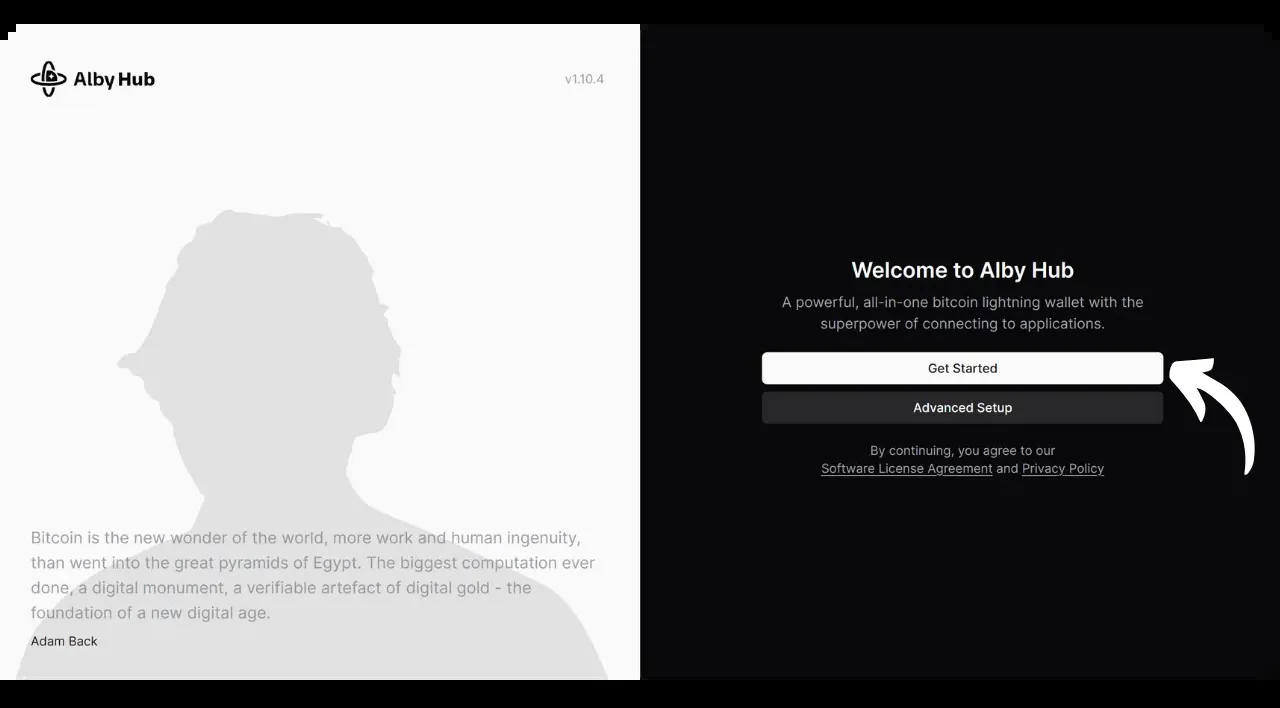 Alby Hub
v1.10.4
Bitcoin is the new wonder of the world, more work and human ingenuity,
than went into the great pyramids of Egypt. The biggest computation ever
done, a digital monument, a verifiable artefact of digital gold - the
foundation of a new digital age.
Adam Back
Welcome to Alby Hub
A powerful, all-in-one bitcoin lightning wallet with the
superpower of connecting to applications.
Get Started
Advanced Setup
By continuing, you agree to our
Software License Agreement and Privacy Policy